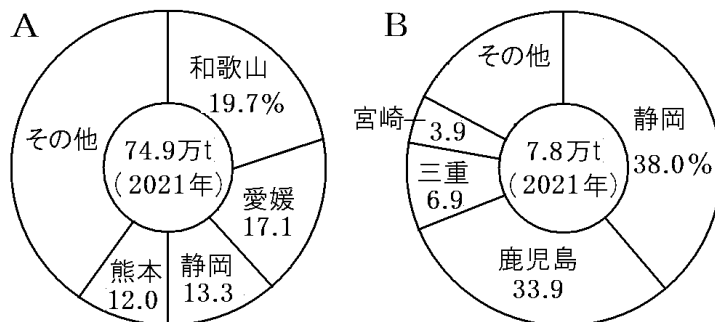 A
和歌山
19.7%
愛媛
17.1
静岡
13.3
熊本
12.0
その他
74.9万t
(2021年)
B
静岡
38.0%
鹿児島
33.9
三重
6.9
宮崎
3.9
その他
7.8万t
(2021年)